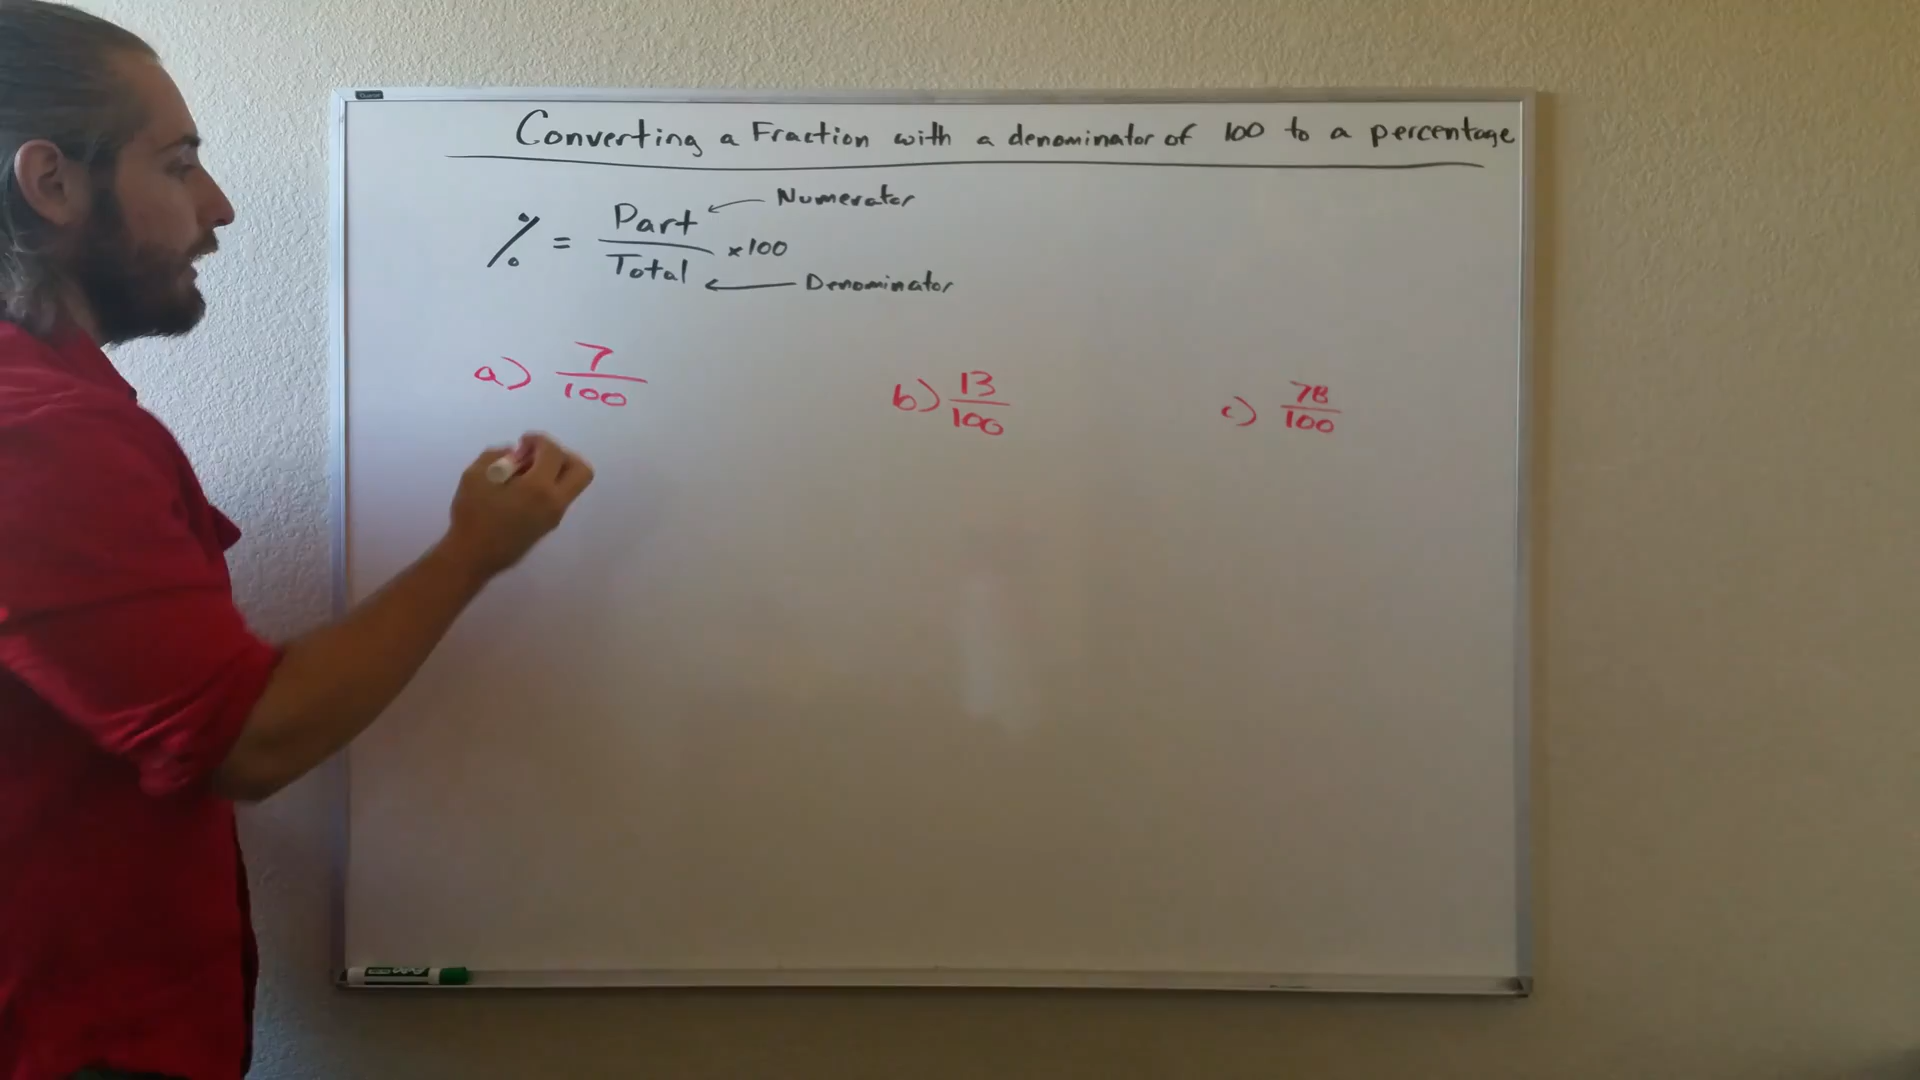 Converting a Fraction with a denominator of 100 to a percentage
% = Part / Total × 100
Numerator
Denominator
a) 7/100
b) 13/100
c) 78/100